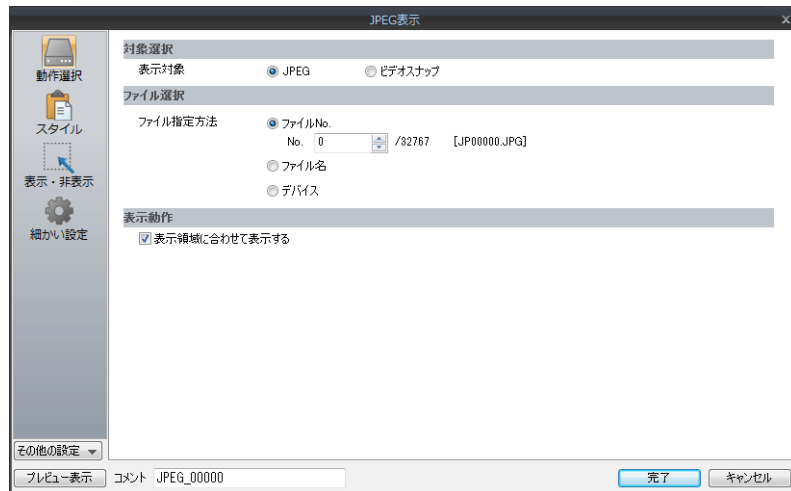 JPEG表示
x
動作選択
スタイル
表示・非表示
細かい設定
その他の設定
対象選択
表示対象 JPEG ビデオスナップ
ファイル選択
ファイル指定方法 ファイルNo.
No. 0 /32767 [JP00000.JPG]
ファイル名
デバイス
表示動作
表示領域に合わせて表示する
プレビュー表示 コメント JPEG_00000 完了 キャンセル